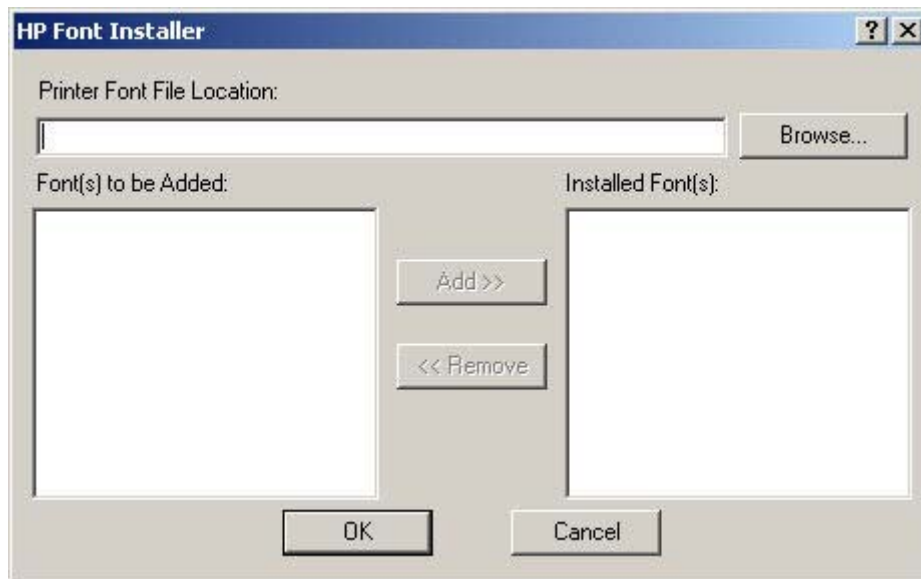 HP Font Installer
Printer Font File Location:
Browse...
Font(s) to be Added:
Installed Font(s):
Add >>
<< Remove
OK
Cancel